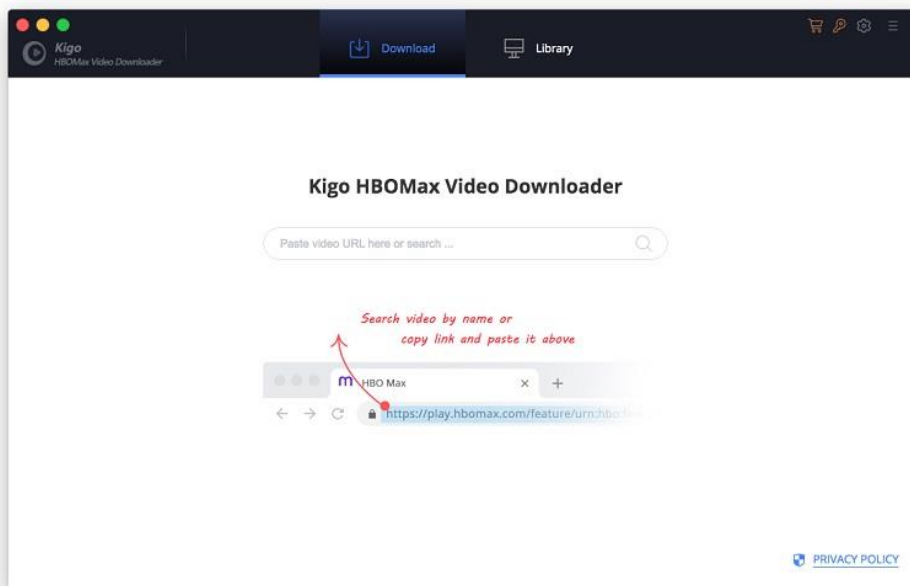 Kigo
HBOMax Video Downloader
Download
Library
Kigo HBOMax Video Downloader
Paste video URL here or search ...
Search video by name or
copy link and paste it above
HBO Max
https://play.hbomax.com/feature/urn:hbo:
PRIVACY POLICY